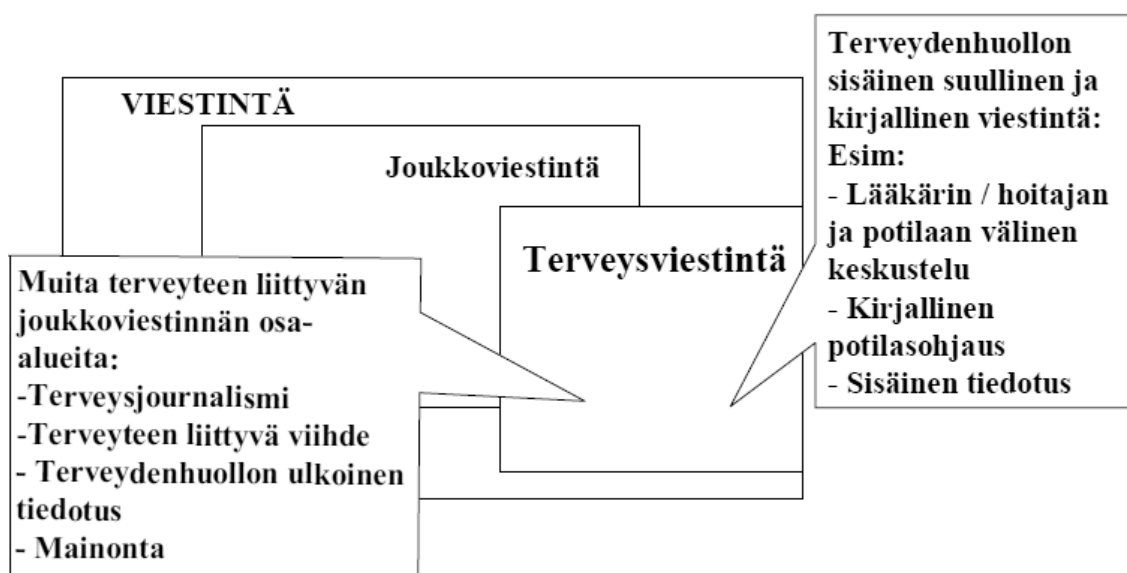 VIESTINTÄ
Joukkoviestintä
Terveysviestintä
Muita terveyteen liittyvän
joukkoviestinnän osa-
alueita:
-Terveysjournalismi
-Terveyteen liittyvä viihde
- Terveydenhuollon ulkoinen
tiedotus
- Mainonta
Terveydenhuollon
sisäinen suullinen ja
kirjallinen viestintä:
Esim:
- Lääkärin / hoitajan
ja potilaan välinen
keskustelu
- Kirjallinen
potilasohjaus
- Sisäinen tiedotus